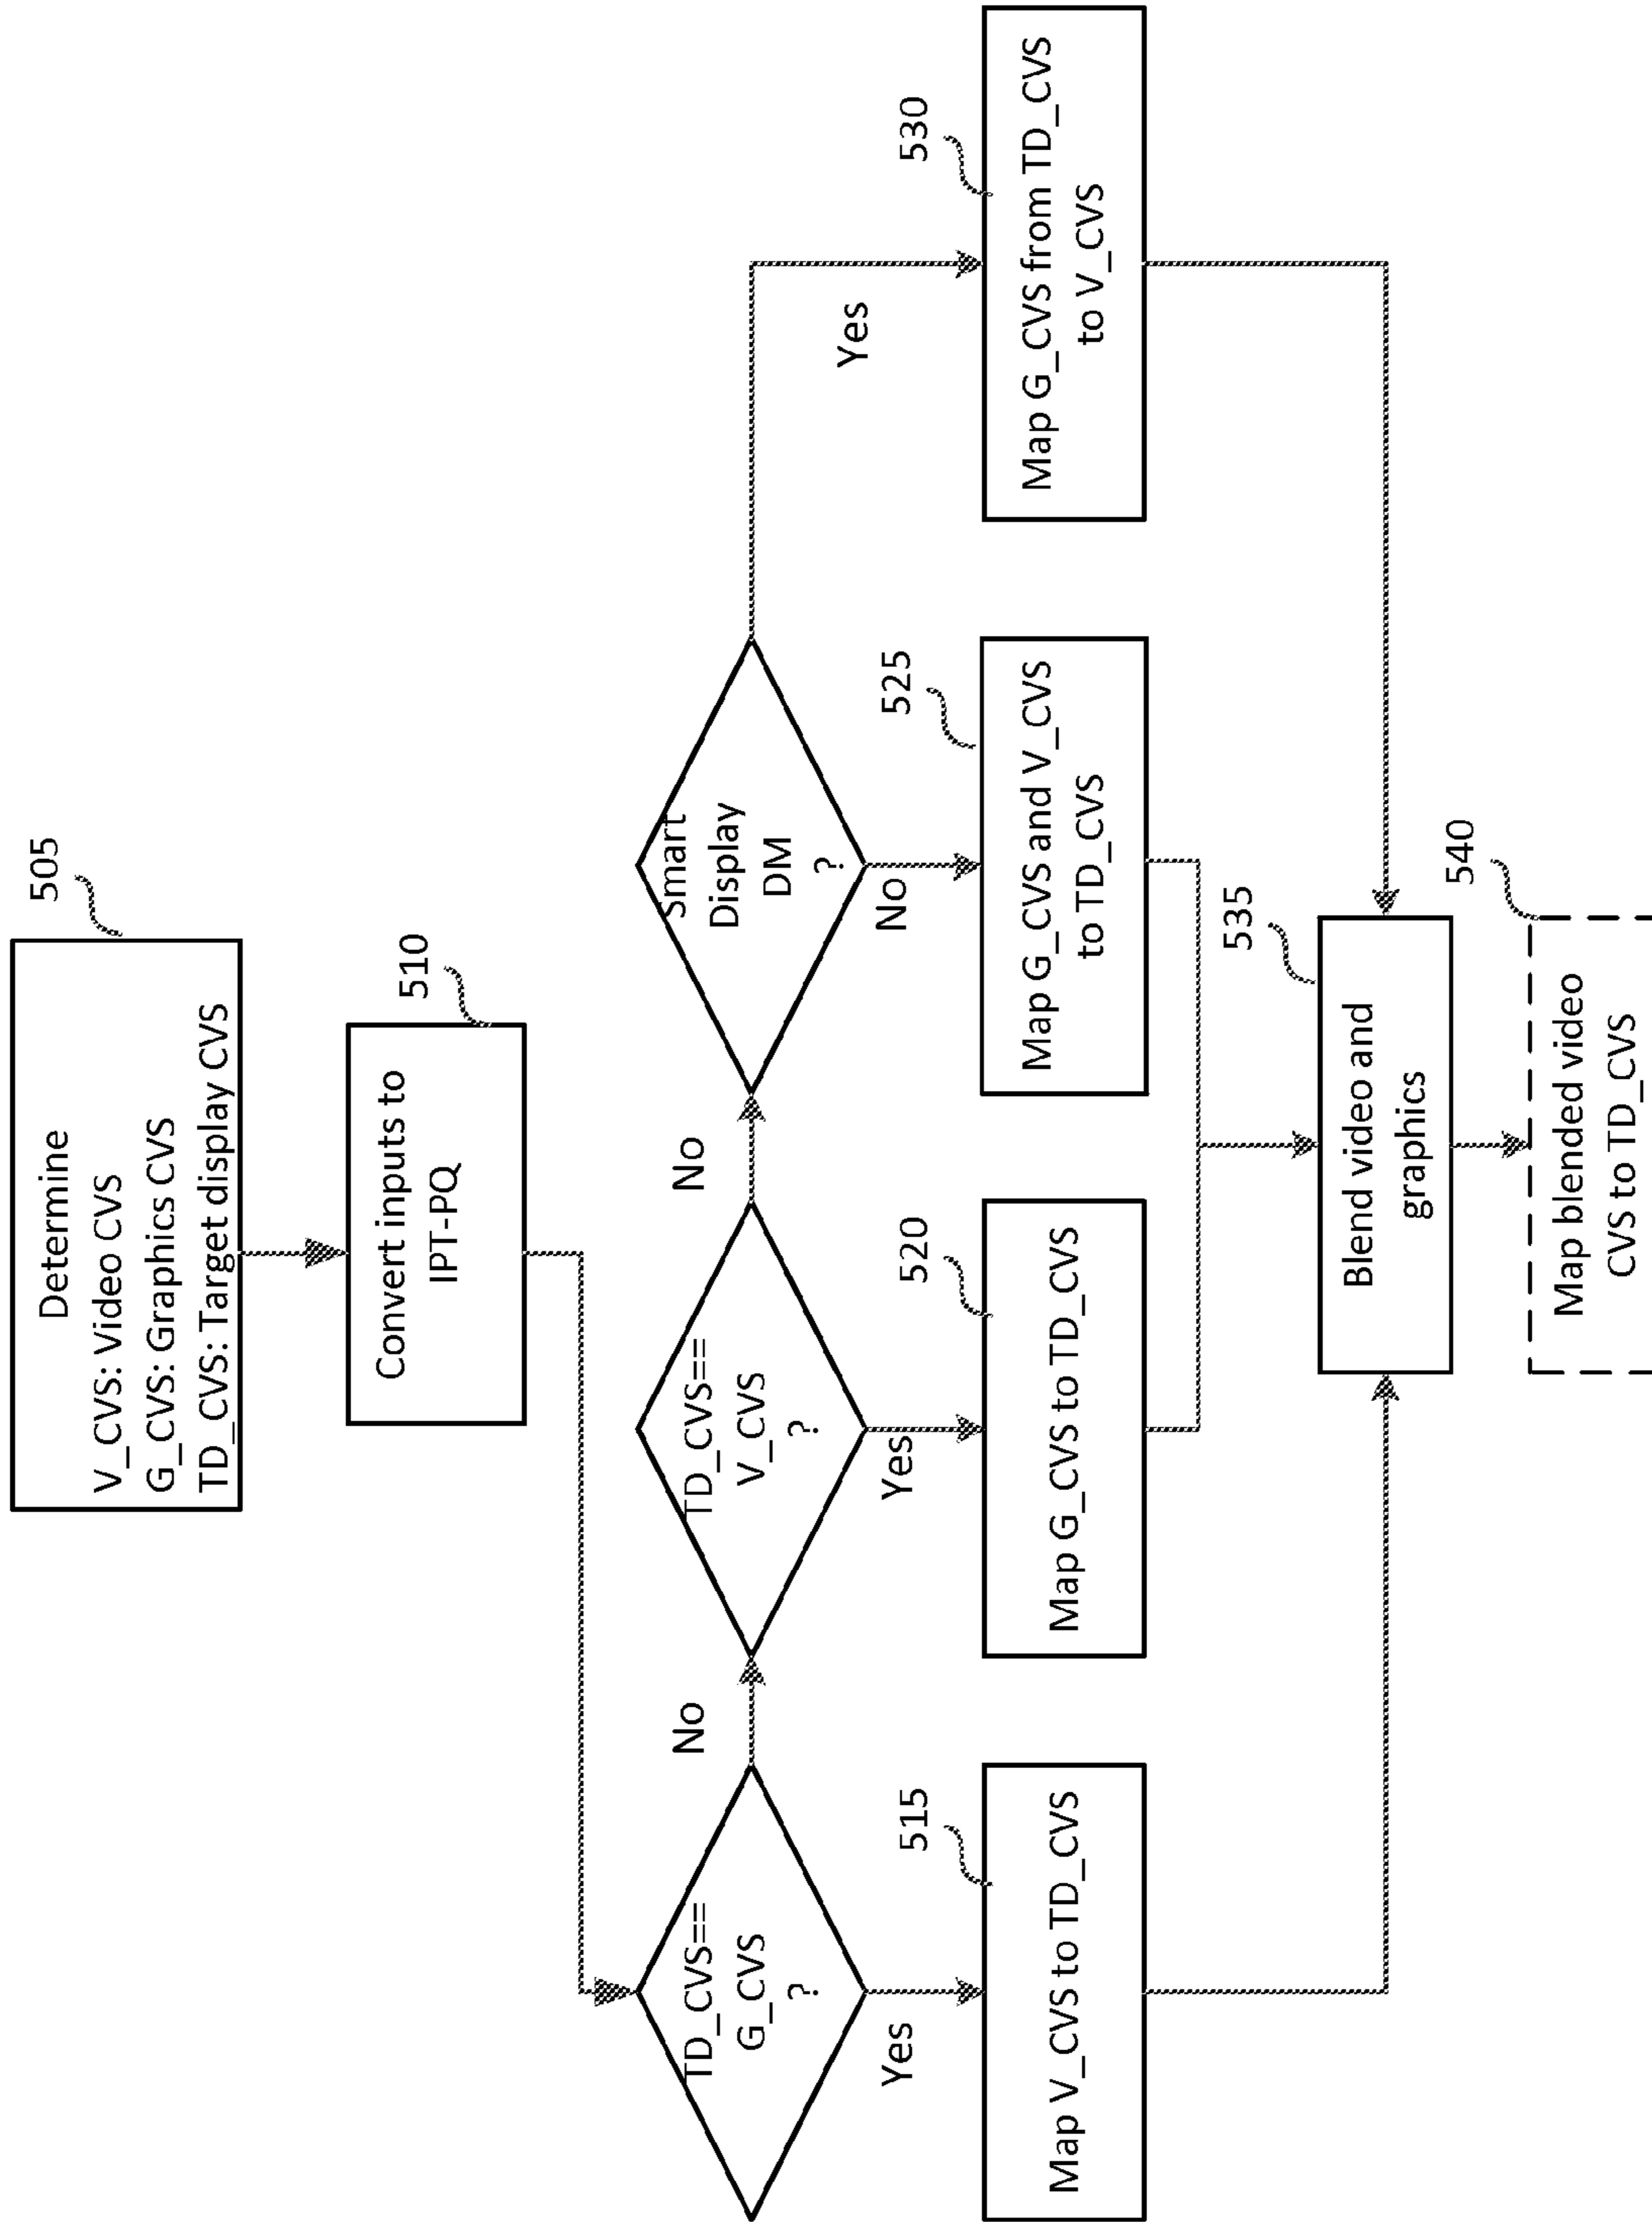 505
Determine
V_CVS: Video CVS
G_CVS: Graphics CVS
TD_CVS: Target display CVS
510
Convert inputs to
IPT-PQ
TD_CVS==
G_CVS
?
No
Yes
TD_CVS==
V_CVS
?
No
Yes
Smart
Display
DM
?
No
Yes
515
Map V_CVS to TD_CVS
520
Map G_CVS to TD_CVS
525
Map G_CVS and V_CVS
to TD_CVS
530
Map G_CVS from TD_CVS
to V_CVS
535
Blend video and
graphics
540
Map blended video
CVS to TD_CVS